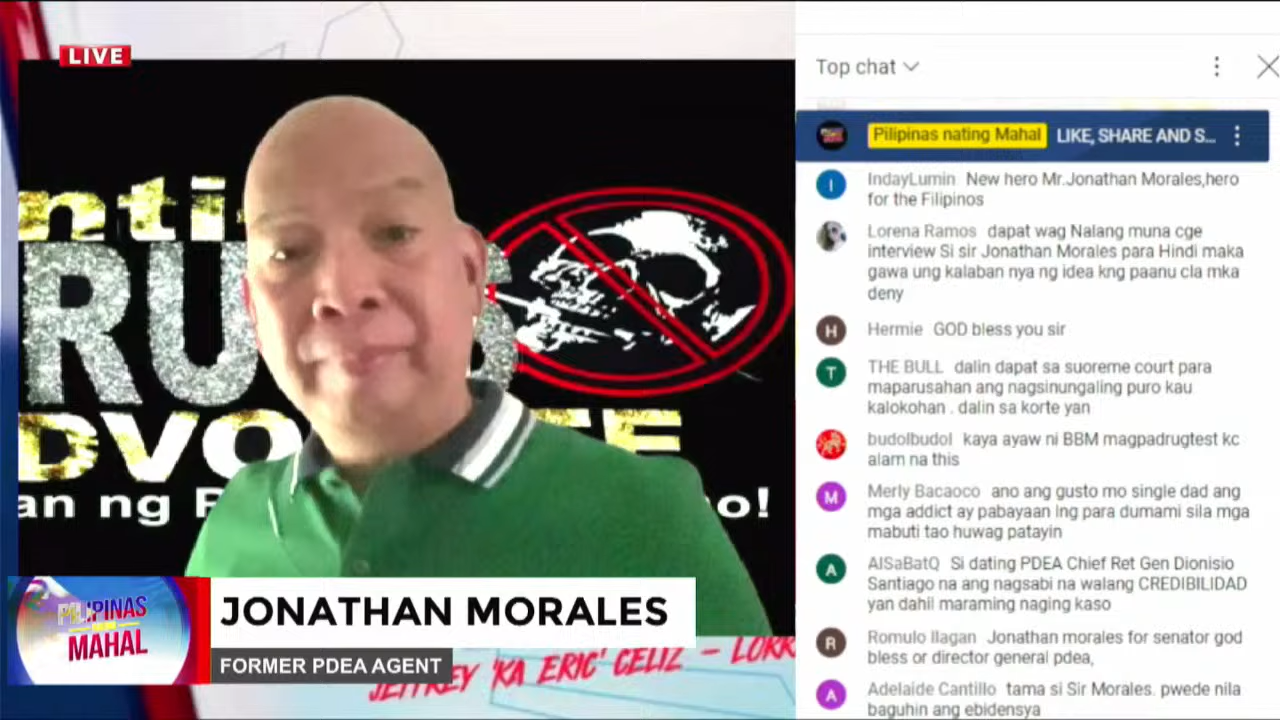 LIVE
nti
RU
DVO
an ng P
o!
PILIPINAS
MAHAL
JONATHAN MORALES
FORMER PDEA AGENT
JEFFREY 'KA ERIC' CELIZ – LORR
Top chat
Pilipinas nating Mahal LIKE, SHARE AND S...
IndayLumin New hero Mr.Jonathan Morales,hero
for the Filipinos
Lorena Ramos dapat wag Nalang muna cge
interview Si sir Jonathan Morales para Hindi maka
gawa ung kalaban nya ng idea kng paanu cla mka
deny
Hermie GOD bless you sir
THE BULL dalin dapat sa suoreme court para
maparusahan ang nagsinungaling puro kau
kalokohan . dalin sa korte yan
budolbudol kaya ayaw ni BBM magpadrugtest kc
alam na this
Merly Bacaoco ano ang gusto mo single dad ang
mga addict ay pabayaan ing para dumami sila mga
mabuti tao huwag patayin
AlSaBatQ Si dating PDEA Chief Ret Gen Dionisio
Santiago na ang nagsabi na walang CREDIBILIDAD
yan dahil maraming naging kaso
Romulo Ilagan Jonathan morales for senator god
bless or director general pdea,
Adelaide Cantillo tama si Sir Morales. pwede nila
baguhin ang ebidensya